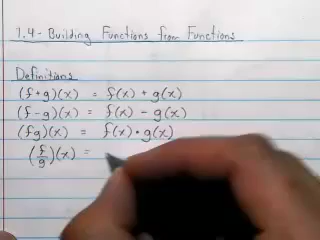 1.4 - Building Functions from Functions
Definitions
(f+g)(x) = f(x) + g(x)
(f-g)(x) = f(x) - g(x)
(fg)(x) = f(x) • g(x)
(f/g)(x) =